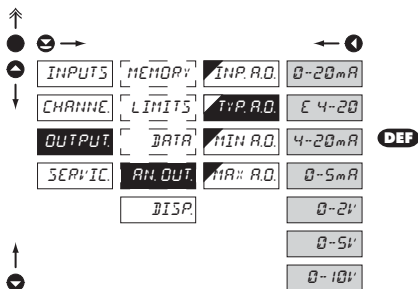 INPUTS MEMORY INP. A.O. 0-20mA
CHANNE. LIMITS TYP. A.O. E 4-20
OUTPUT. DATA MIN A.O. 4-20mA DEF
SERVIC. AN. OUT. MAX A.O. 0-5mA
DISP. 0-2V
0-5V
0-10V